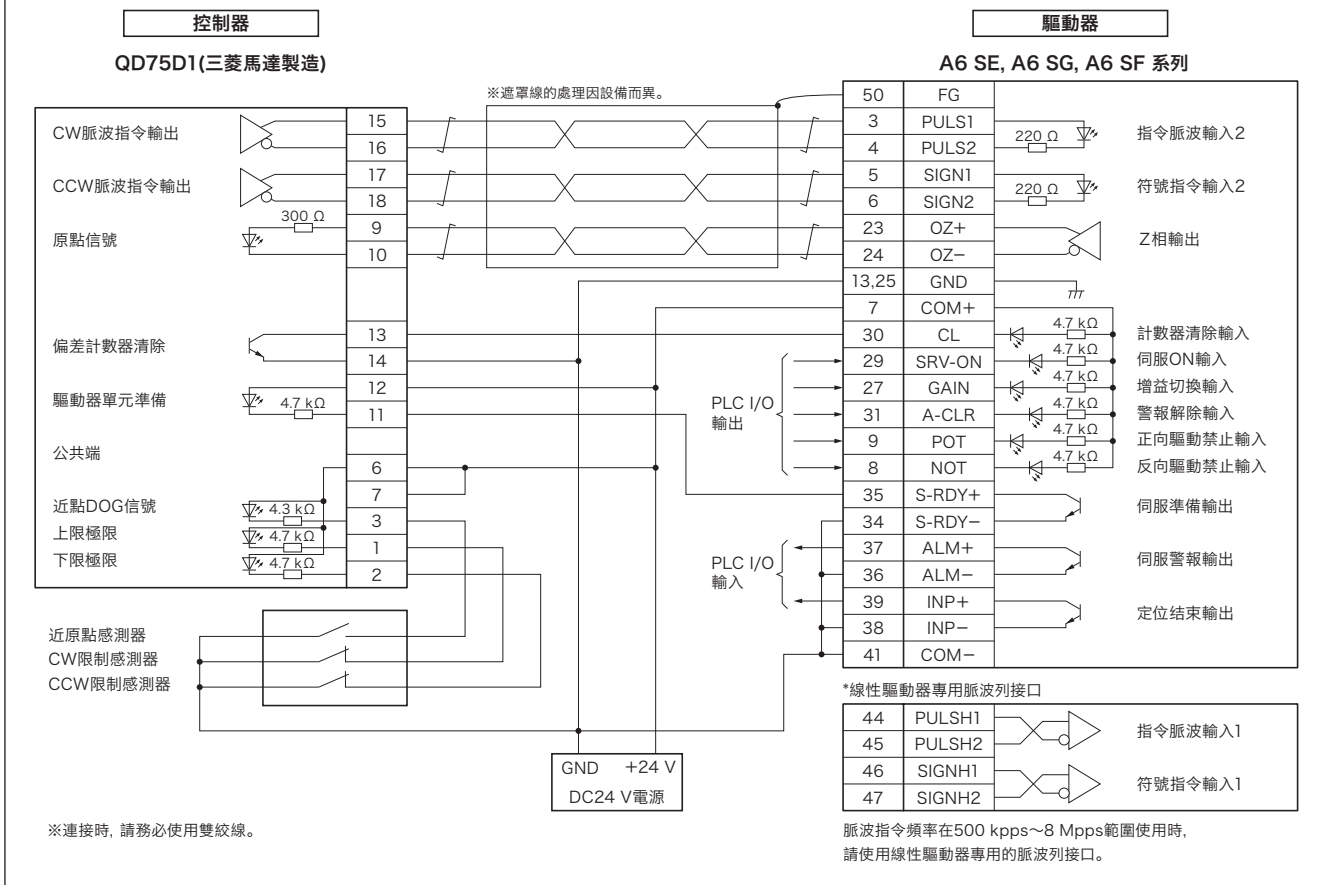 控制器
QD75D1(三菱馬達製造)
驅動器
A6 SE, A6 SG, A6 SF 系列
※遮罩線的處理因設備而異。
CW脈波指令輸出
15
16
CCW脈波指令輸出
17
18
原點信號
300 Ω
9
10
偏差計數器清除
13
14
驅動器單元準備
4.7 kΩ
12
11
公共端
6
7
近點DOG信號
4.3 kΩ
3
上限極限
4.7 kΩ
1
下限極限
4.7 kΩ
2
近原點感測器
CW限制感測器
CCW限制感測器
GND +24 V
DC24 V電源
※連接時, 請務必使用雙絞線。
PLC I/O
輸出
PLC I/O
輸入
50 FG
3 PULS1
4 PULS2
220 Ω
指令脈波輸入2
5 SIGN1
6 SIGN2
220 Ω
符號指令輸入2
23 OZ+
24 OZ−
Z相輸出
13,25 GND
7 COM+
30 CL 4.7 kΩ 計數器清除輸入
29 SRV-ON 4.7 kΩ 伺服ON輸入
27 GAIN 4.7 kΩ 增益切換輸入
31 A-CLR 4.7 kΩ 警報解除輸入
9 POT 4.7 kΩ 正向驅動禁止輸入
8 NOT 4.7 kΩ 反向驅動禁止輸入
35 S-RDY+
34 S-RDY−
伺服準備輸出
37 ALM+
36 ALM−
伺服警報輸出
39 INP+
38 INP−
定位结束輸出
41 COM−
*線性驅動器專用脈波列接口
44 PULSH1
45 PULSH2
指令脈波輸入1
46 SIGNH1
47 SIGNH2
符號指令輸入1
脈波指令頻率在500 kpps～8 Mpps範圍使用時,
請使用線性驅動器專用的脈波列接口。